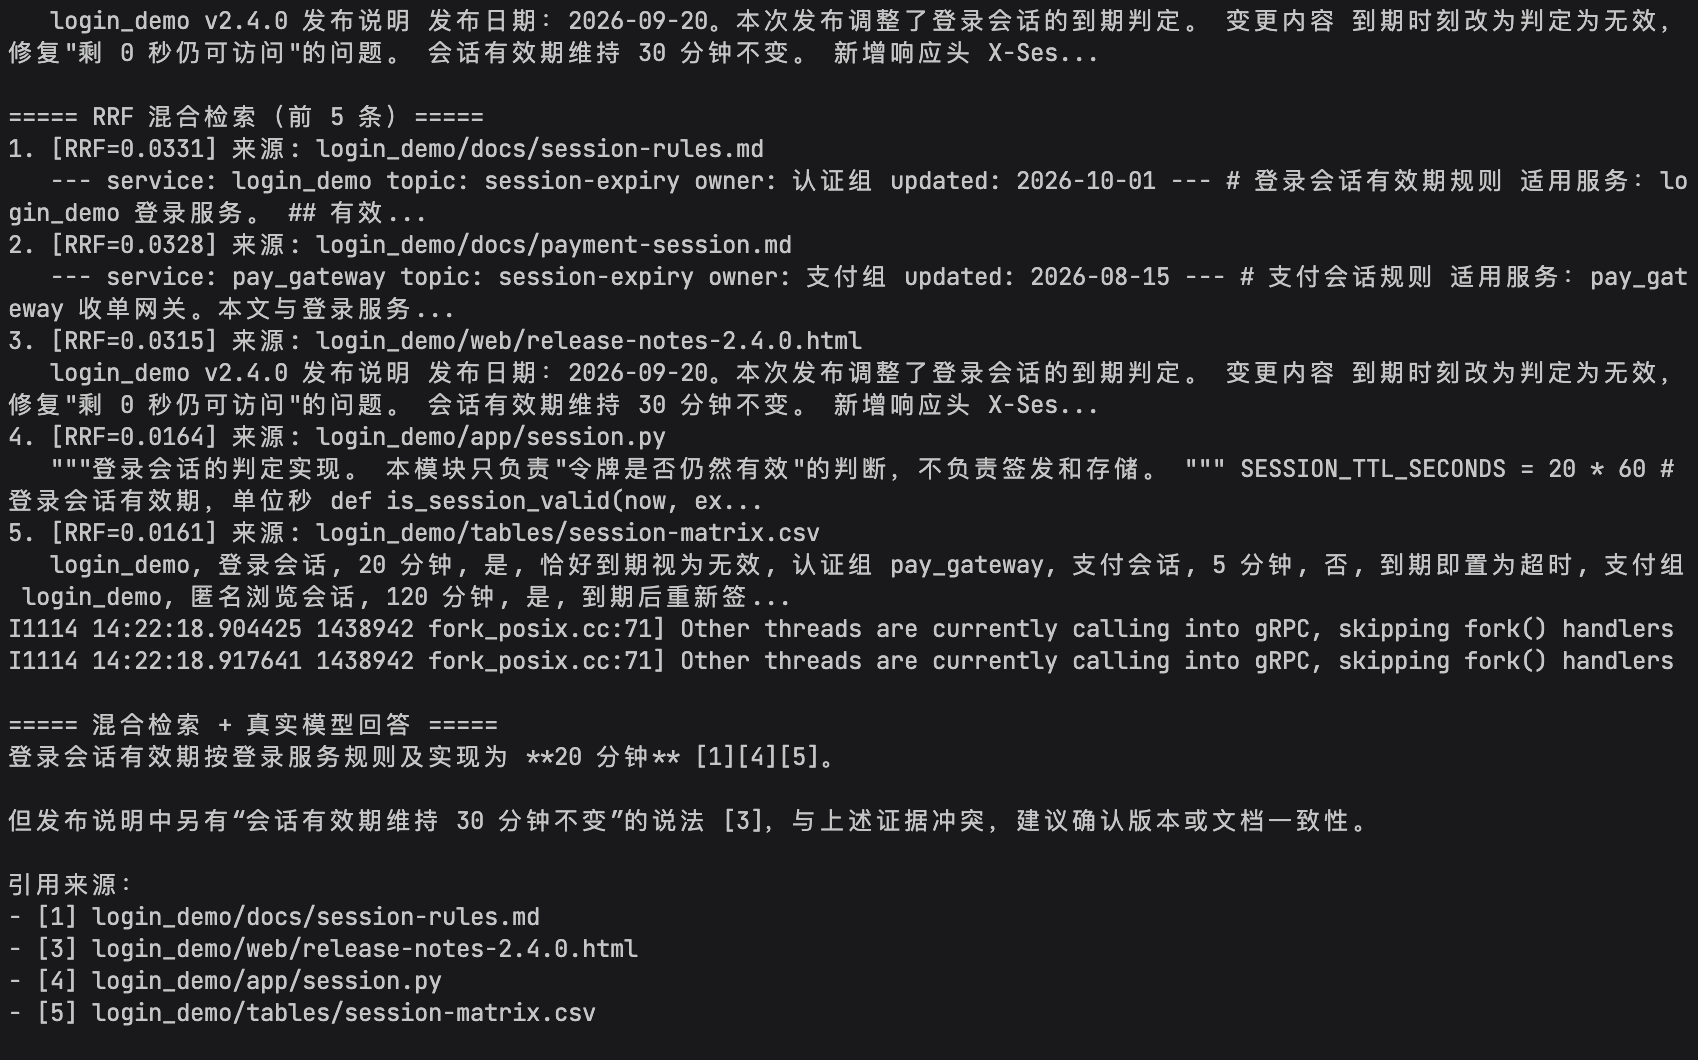 login_demo v2.4.0 发布说明 发布日期：2026-09-20。本次发布调整了登录会话的到期判定。 变更内容 到期时刻改为判定为无效，
修复"剩 0 秒仍可访问"的问题。 会话有效期维持 30 分钟不变。 新增响应头 X-Ses...
===== RRF 混合检索（前 5 条）=====
1. [RRF=0.0331] 来源: login_demo/docs/session-rules.md
--- service: login_demo topic: session-expiry owner: 认证组 updated: 2026-10-01 --- # 登录会话有效期规则 适用服务：lo
gin_demo 登录服务。 ## 有效...
2. [RRF=0.0328] 来源: login_demo/docs/payment-session.md
--- service: pay_gateway topic: session-expiry owner: 支付组 updated: 2026-08-15 --- # 支付会话规则 适用服务：pay_gat
eway 收单网关。本文与登录服务...
3. [RRF=0.0315] 来源: login_demo/web/release-notes-2.4.0.html
login_demo v2.4.0 发布说明 发布日期：2026-09-20。本次发布调整了登录会话的到期判定。 变更内容 到期时刻改为判定为无效，
修复"剩 0 秒仍可访问"的问题。 会话有效期维持 30 分钟不变。 新增响应头 X-Ses...
4. [RRF=0.0164] 来源: login_demo/app/session.py
"""登录会话的判定实现。 本模块只负责"令牌是否仍然有效"的判断，不负责签发和存储。 """ SESSION_TTL_SECONDS = 20 * 60 #
登录会话有效期，单位秒 def is_session_valid(now, ex...
5. [RRF=0.0161] 来源: login_demo/tables/session-matrix.csv
login_demo, 登录会话, 20 分钟, 是, 恰好到期视为无效, 认证组 pay_gateway, 支付会话, 5 分钟, 否, 到期即置为超时, 支付组
login_demo, 匿名浏览会话, 120 分钟, 是, 到期后重新签...
I1114 14:22:18.904425 1438942 fork_posix.cc:71] Other threads are currently calling into gRPC, skipping fork() handlers
I1114 14:22:18.917641 1438942 fork_posix.cc:71] Other threads are currently calling into gRPC, skipping fork() handlers
===== 混合检索 + 真实模型回答 =====
登录会话有效期按登录服务规则及实现为 **20 分钟** [1][4][5]。
但发布说明中另有“会话有效期维持 30 分钟不变”的说法 [3]，与上述证据冲突，建议确认版本或文档一致性。
引用来源：
- [1] login_demo/docs/session-rules.md
- [3] login_demo/web/release-notes-2.4.0.html
- [4] login_demo/app/session.py
- [5] login_demo/tables/session-matrix.csv